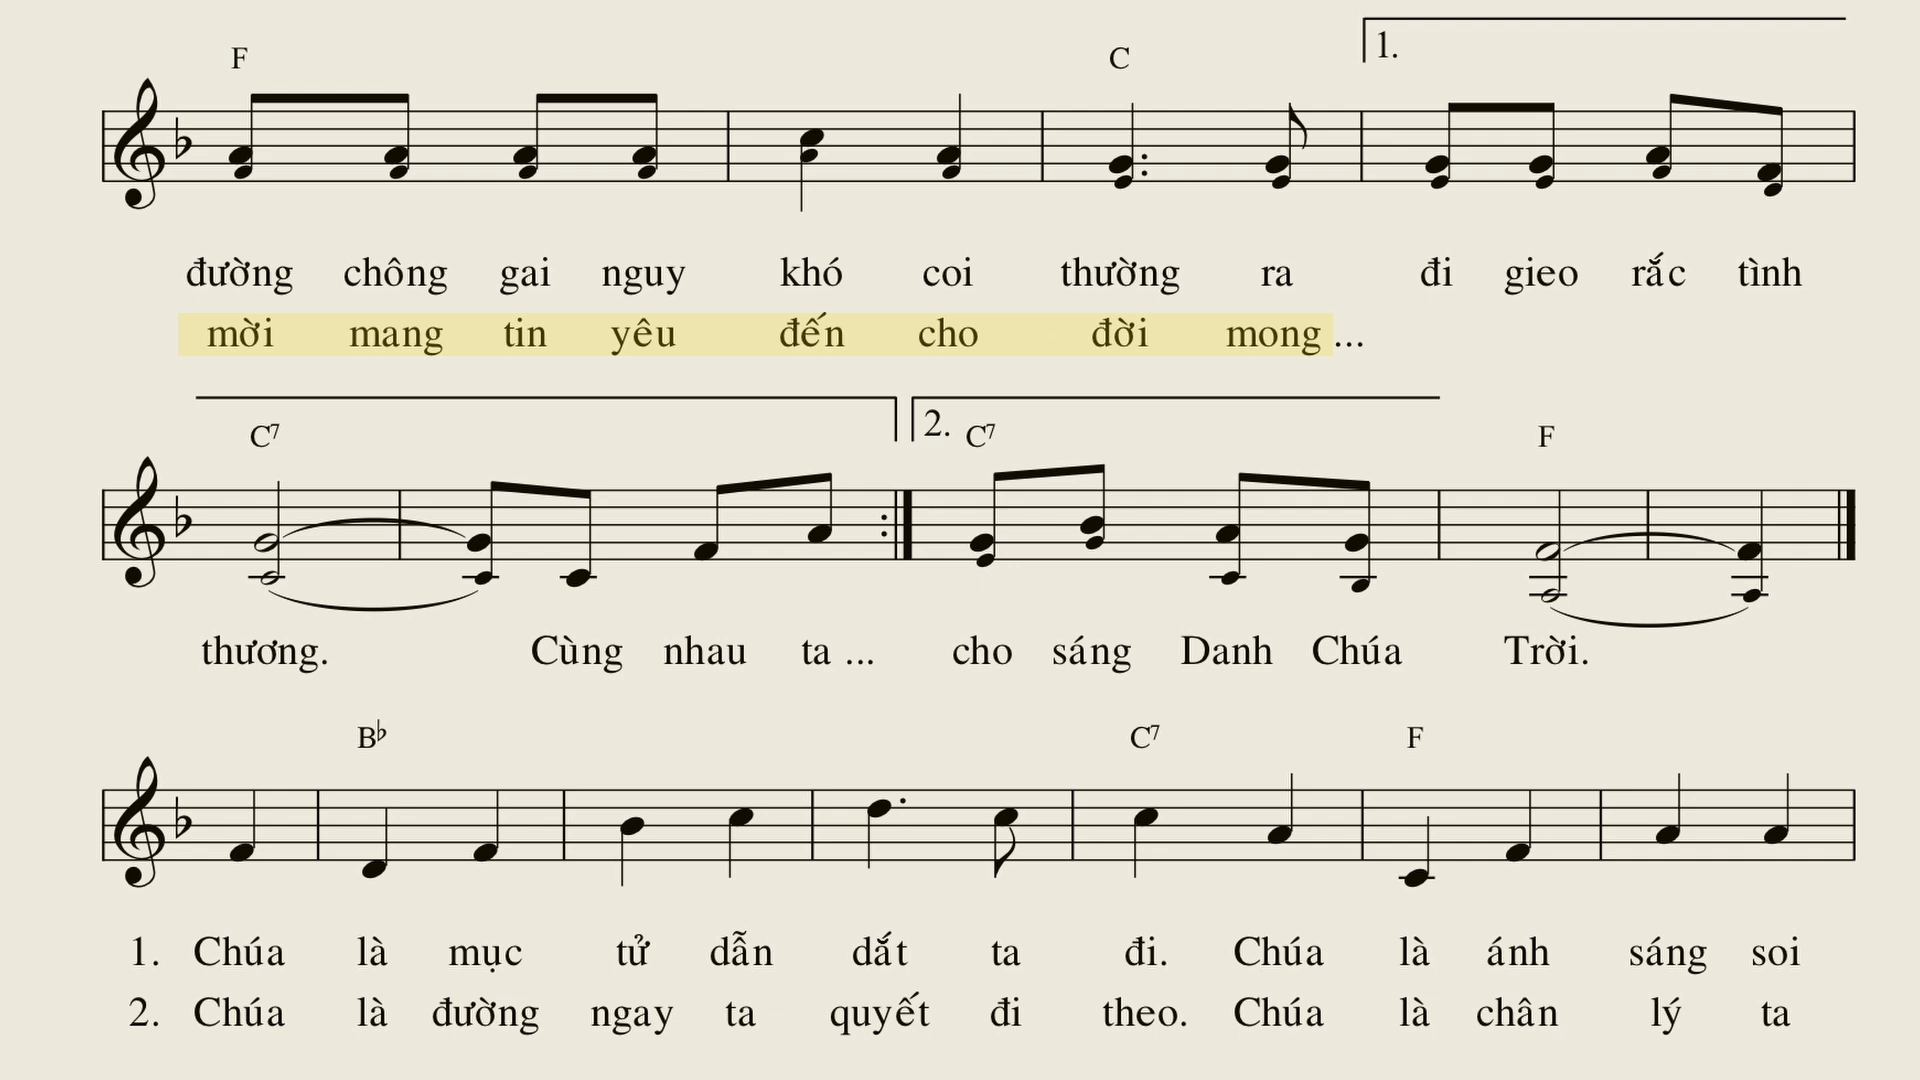 F C 1.
đường chông gai nguy khó coi thường ra đi gieo rắc tình
mời mang tin yêu đến cho đời mong ...
C7 2. C7 F
thương. Cùng nhau ta ... cho sáng Danh Chúa Trời.
B♭ C7 F
1. Chúa là mục tử dẫn dắt ta đi. Chúa là ánh sáng soi
2. Chúa là đường ngay ta quyết đi theo. Chúa là chân lý ta